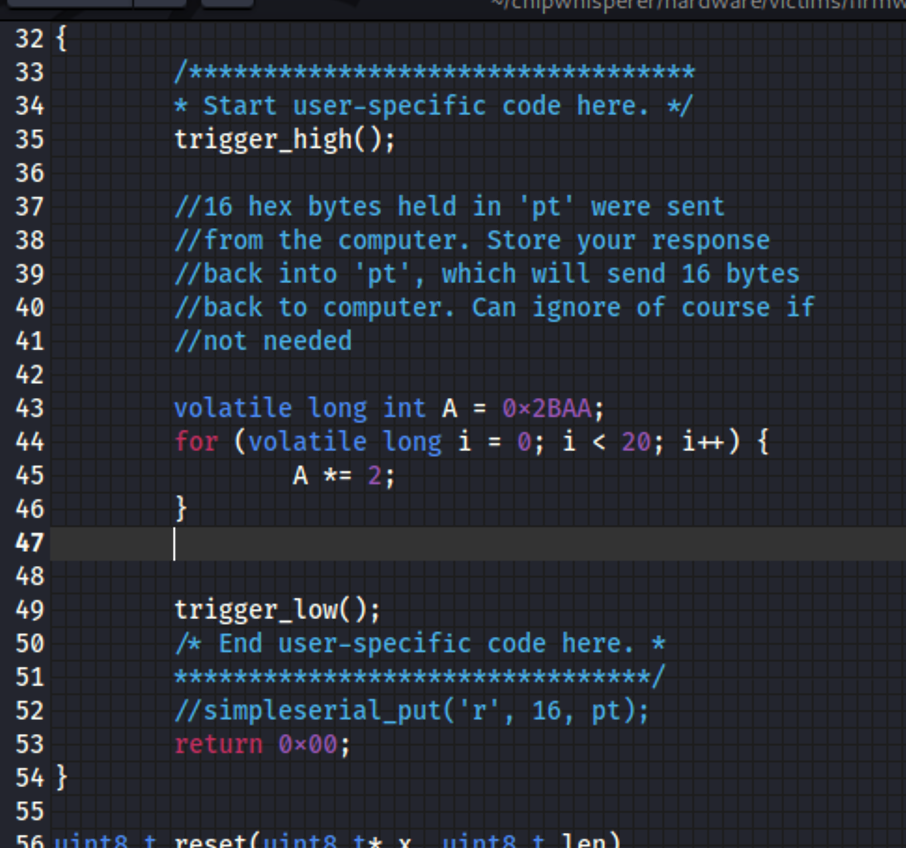 ~/chipwhisperer/hardware/victims/firmw
32 {
33 /**********************************
34 * Start user-specific code here. */
35 trigger_high();
36
37 //16 hex bytes held in 'pt' were sent
38 //from the computer. Store your response
39 //back into 'pt', which will send 16 bytes
40 //back to computer. Can ignore of course if
41 //not needed
42
43 volatile long int A = 0x2BAA;
44 for (volatile long i = 0; i < 20; i++) {
45 A *= 2;
46 }
47
48
49 trigger_low();
50 /* End user-specific code here. *
51 ********************************/
52 //simpleserial_put('r', 16, pt);
53 return 0x00;
54 }
55
56 uint8_t reset(uint8_t* x, uint8_t len)